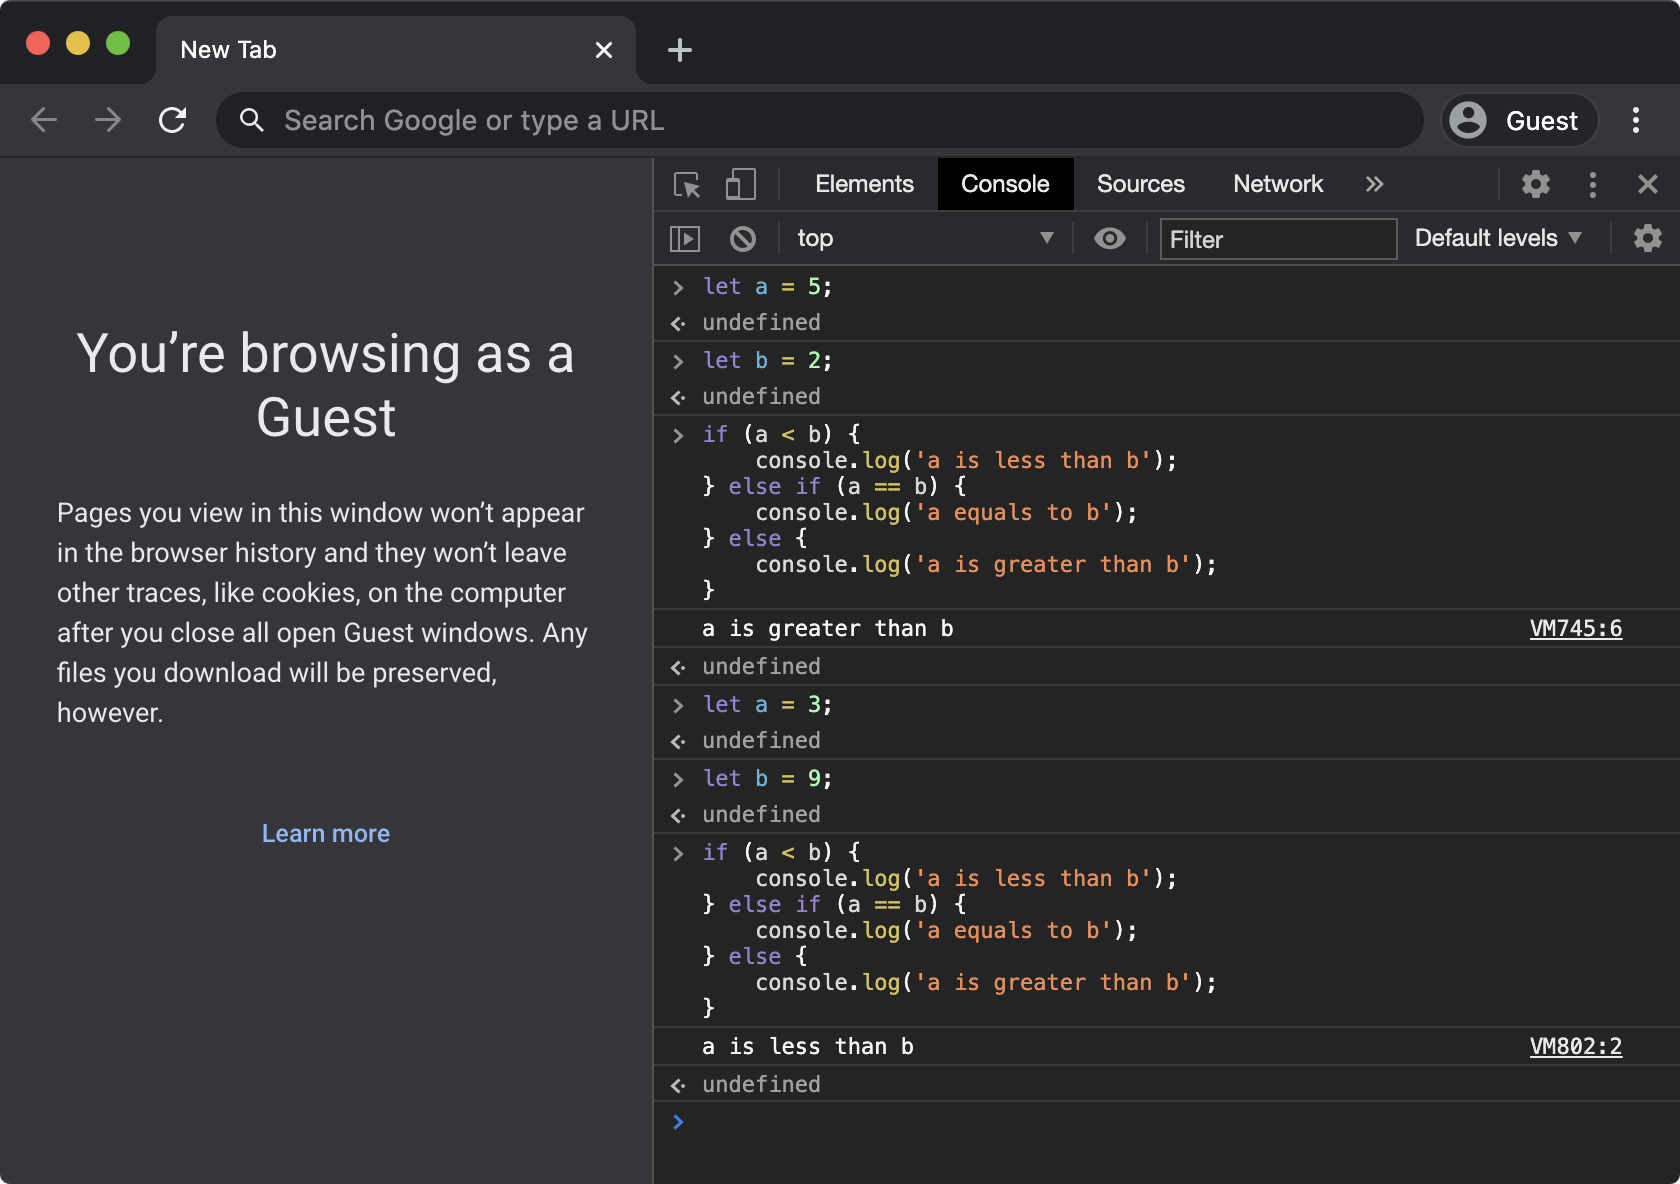 New Tab
Search Google or type a URL
Guest
Elements Console Sources Network
top Filter Default levels
You’re browsing as a
Guest
Pages you view in this window won’t appear
in the browser history and they won’t leave
other traces, like cookies, on the computer
after you close all open Guest windows. Any
files you download will be preserved,
however.
Learn more
let a = 5;
undefined
let b = 2;
undefined
if (a < b) {
    console.log('a is less than b');
} else if (a == b) {
    console.log('a equals to b');
} else {
    console.log('a is greater than b');
}
a is greater than b VM745:6
undefined
let a = 3;
undefined
let b = 9;
undefined
if (a < b) {
    console.log('a is less than b');
} else if (a == b) {
    console.log('a equals to b');
} else {
    console.log('a is greater than b');
}
a is less than b VM802:2
undefined